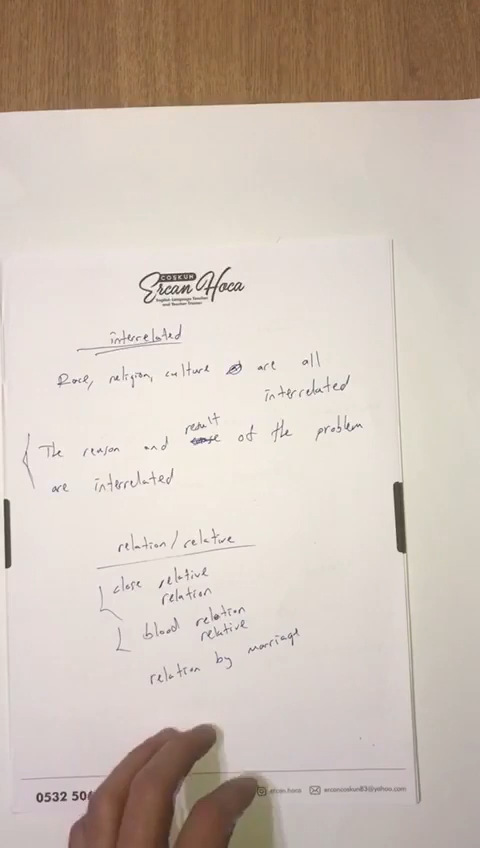 COSKUN
Ercan Hoca
English Language Teacher
and Teacher Trainer
interrelated
Race, religion, culture are all
interrelated
The reason and result of the problem
are interrelated
relation / relative
close relative
relation
blood relation
relative
relation by marriage
0532 50
ercan.hoca
ercancoskun83@yahoo.com